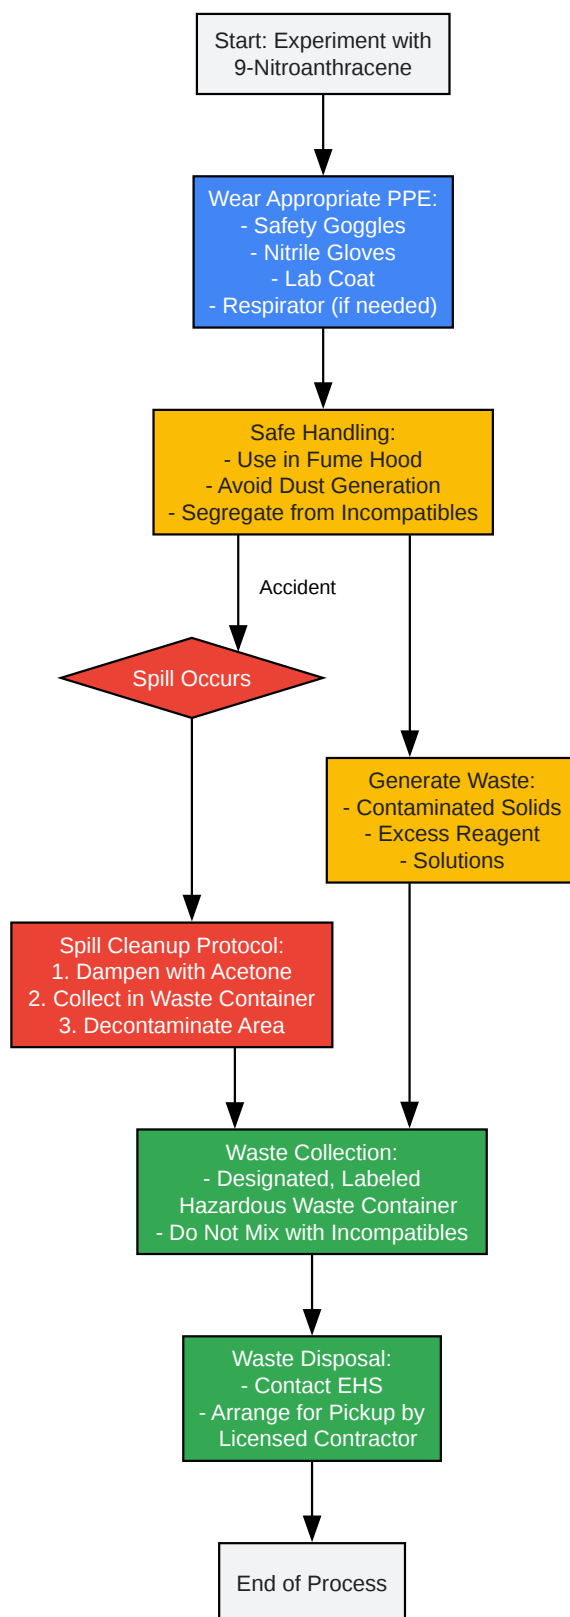 Start: Experiment with
9-Nitroanthracene
Wear Appropriate PPE:
- Safety Goggles
- Nitrile Gloves
- Lab Coat
- Respirator (if needed)
Safe Handling:
- Use in Fume Hood
- Avoid Dust Generation
- Segregate from Incompatibles
Accident
Spill Occurs
Generate Waste:
- Contaminated Solids
- Excess Reagent
- Solutions
Spill Cleanup Protocol:
1. Dampen with Acetone
2. Collect in Waste Container
3. Decontaminate Area
Waste Collection:
- Designated, Labeled
Hazardous Waste Container
- Do Not Mix with Incompatibles
Waste Disposal:
- Contact EHS
- Arrange for Pickup by
Licensed Contractor
End of Process